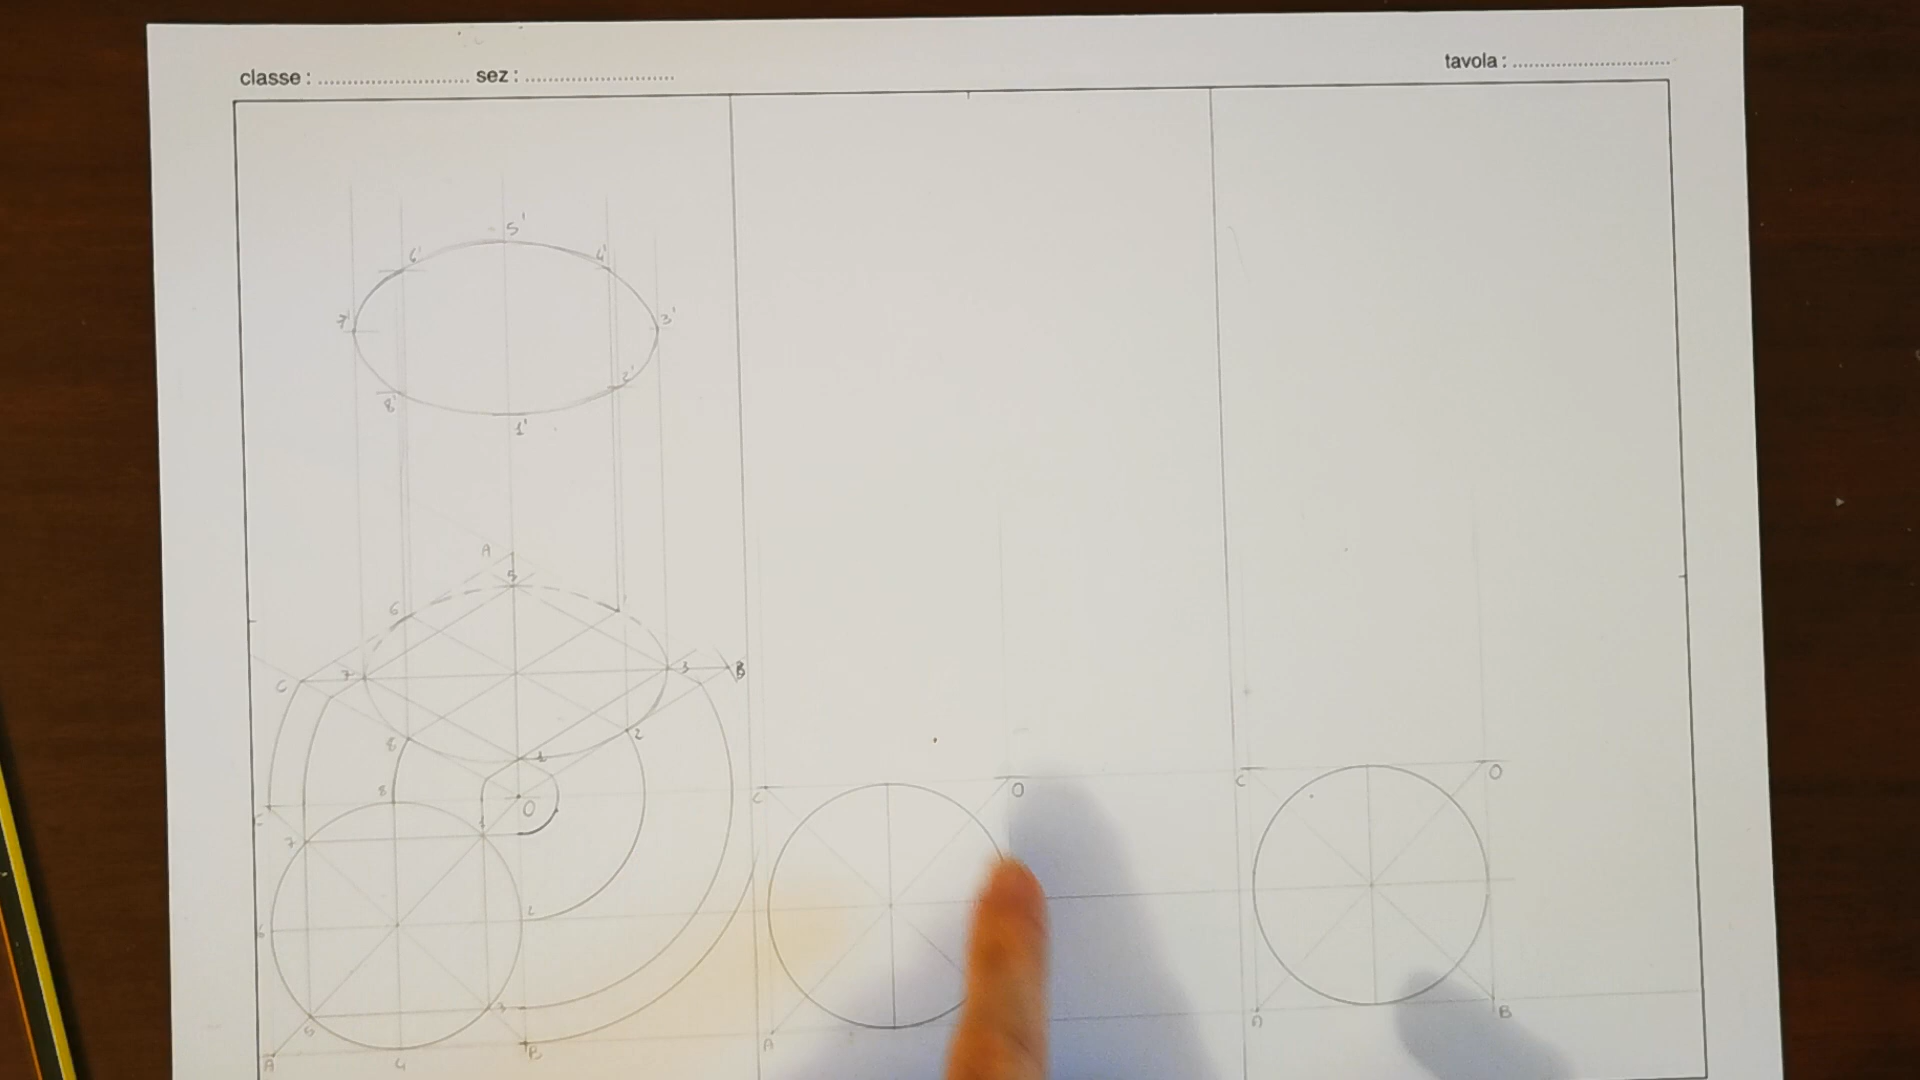 classe : ........................... sez : ...........................
tavola : ............................
5'
6' 4'
7' 3'
8' 2'
1'
A
5
6
C 7 3 B
8 2
1
8 O
C 1
7
2
6
5 3
A 4 B
C O
A
C O
B